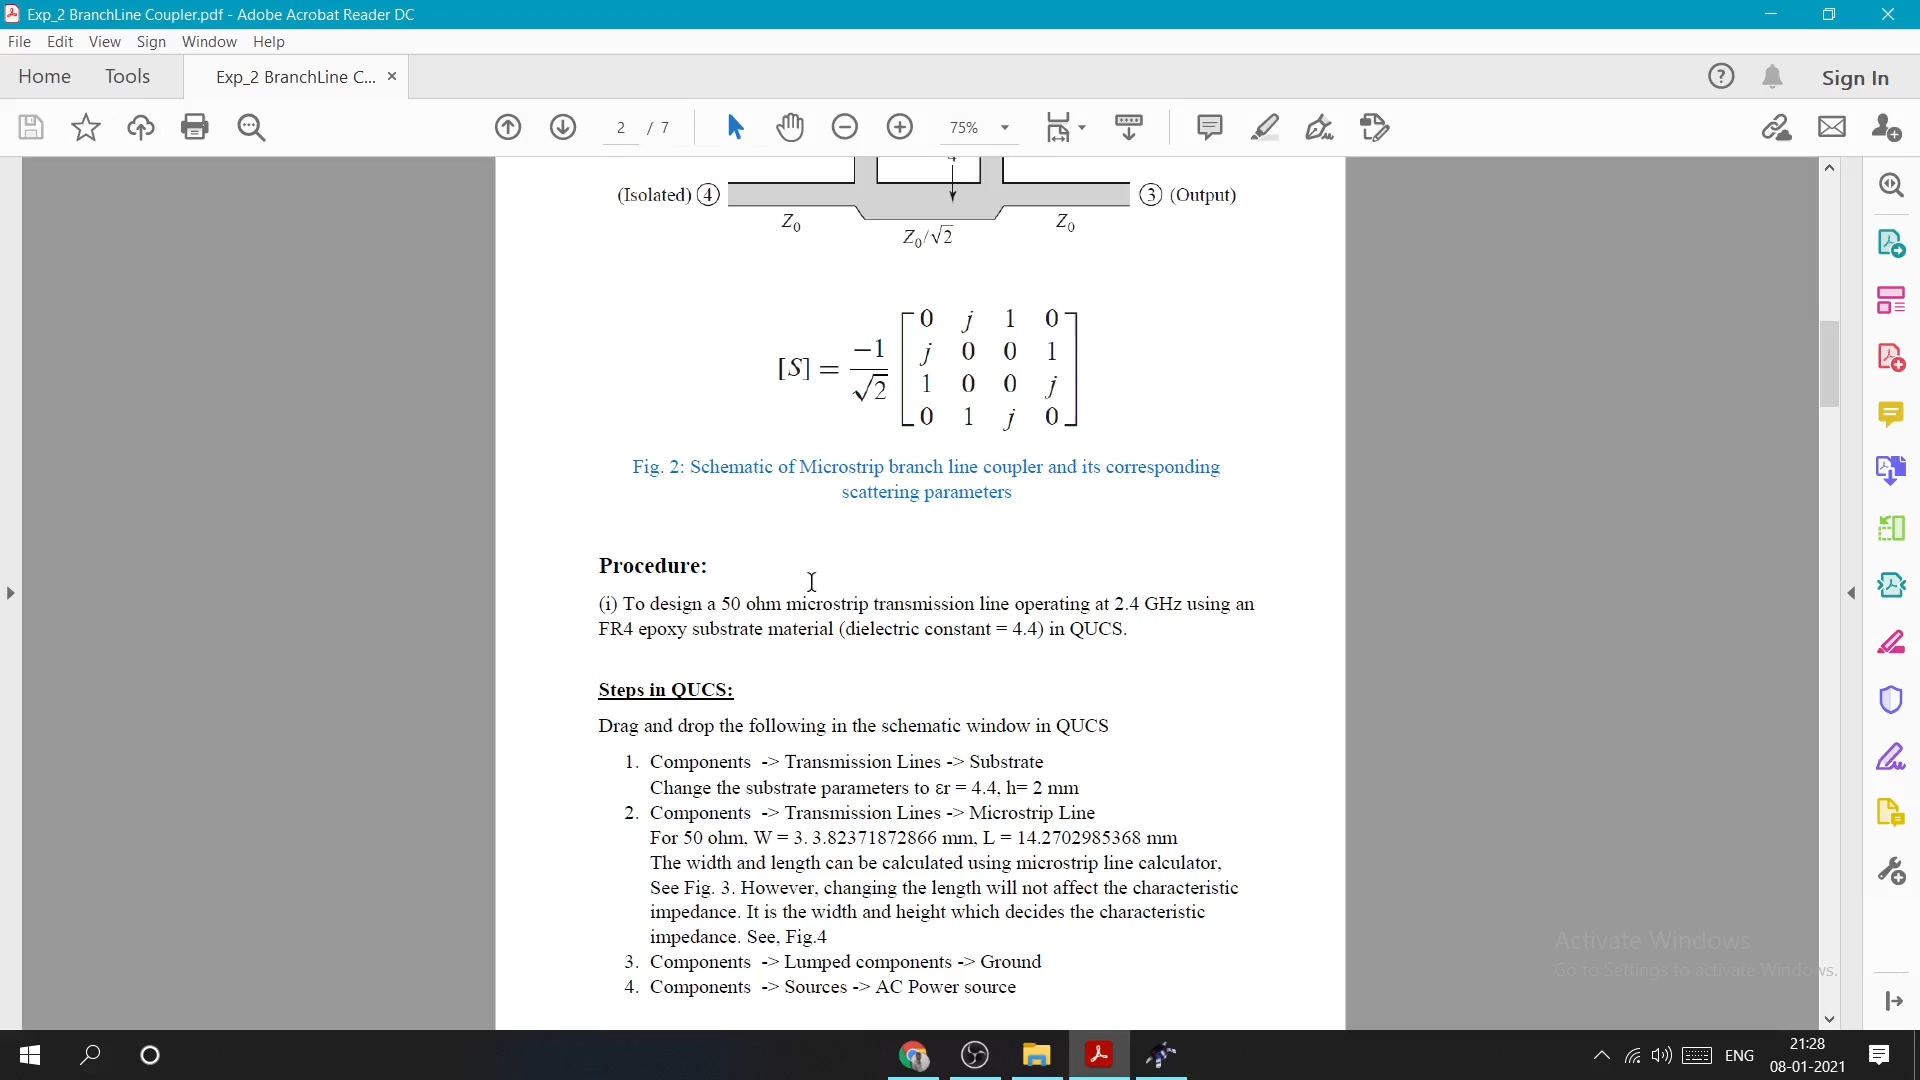 Exp_2 BranchLine Coupler.pdf - Adobe Acrobat Reader DC
File Edit View Sign Window Help
Home Tools Exp_2 BranchLine C... × Sign In
2 / 7 75%
4
(Isolated) ④ ③ (Output)
Z0 Z0
Z0/√2
[S] = −1/√2
0 j 1 0
j 0 0 1
1 0 0 j
0 1 j 0
Fig. 2: Schematic of Microstrip branch line coupler and its corresponding
scattering parameters
Procedure:
(i) To design a 50 ohm microstrip transmission line operating at 2.4 GHz using an
FR4 epoxy substrate material (dielectric constant = 4.4) in QUCS.
Steps in QUCS:
Drag and drop the following in the schematic window in QUCS
1. Components -> Transmission Lines -> Substrate
Change the substrate parameters to εr = 4.4, h= 2 mm
2. Components -> Transmission Lines -> Microstrip Line
For 50 ohm, W = 3. 3.82371872866 mm, L = 14.2702985368 mm
The width and length can be calculated using microstrip line calculator,
See Fig. 3. However, changing the length will not affect the characteristic
impedance. It is the width and height which decides the characteristic
impedance. See, Fig.4
3. Components -> Lumped components -> Ground
4. Components -> Sources -> AC Power source
Activate Windows
Go to Settings to activate Windows.
ENG
21:28
08-01-2021